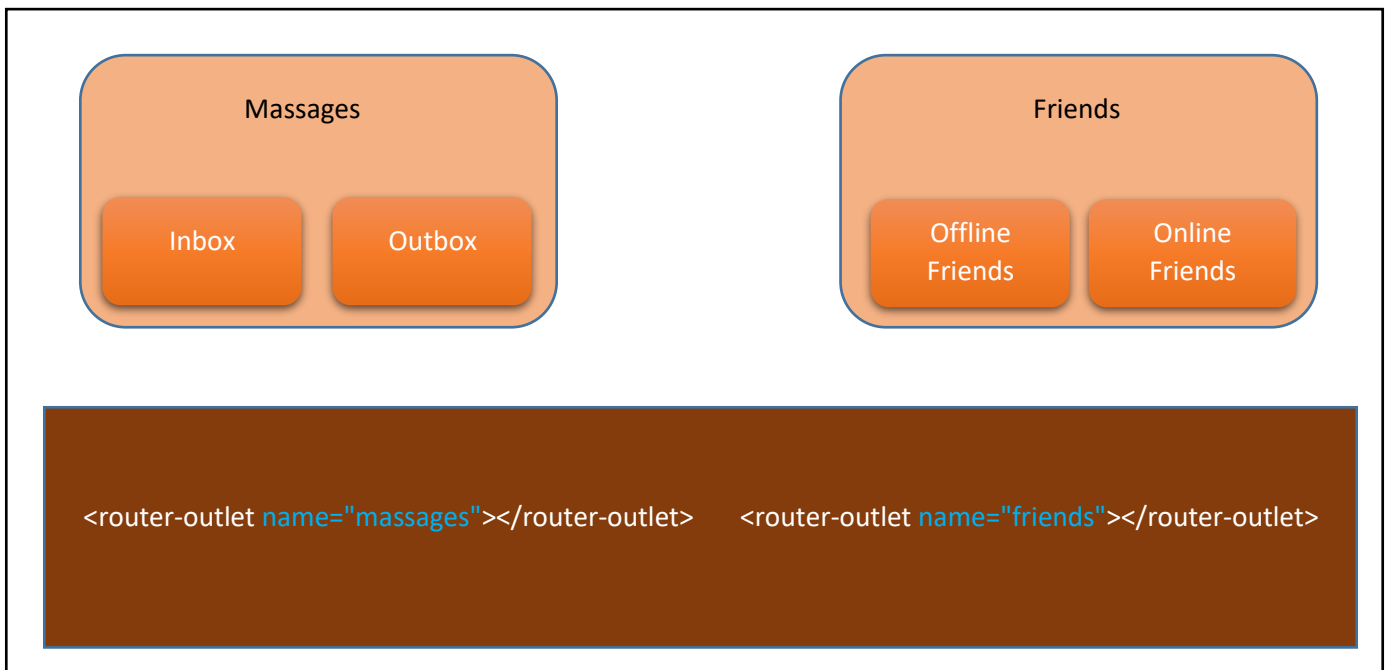 Massages
Friends
Inbox
Outbox
Offline
Friends
Online
Friends
<router-outlet name="massages"></router-outlet>
<router-outlet name="friends"></router-outlet>